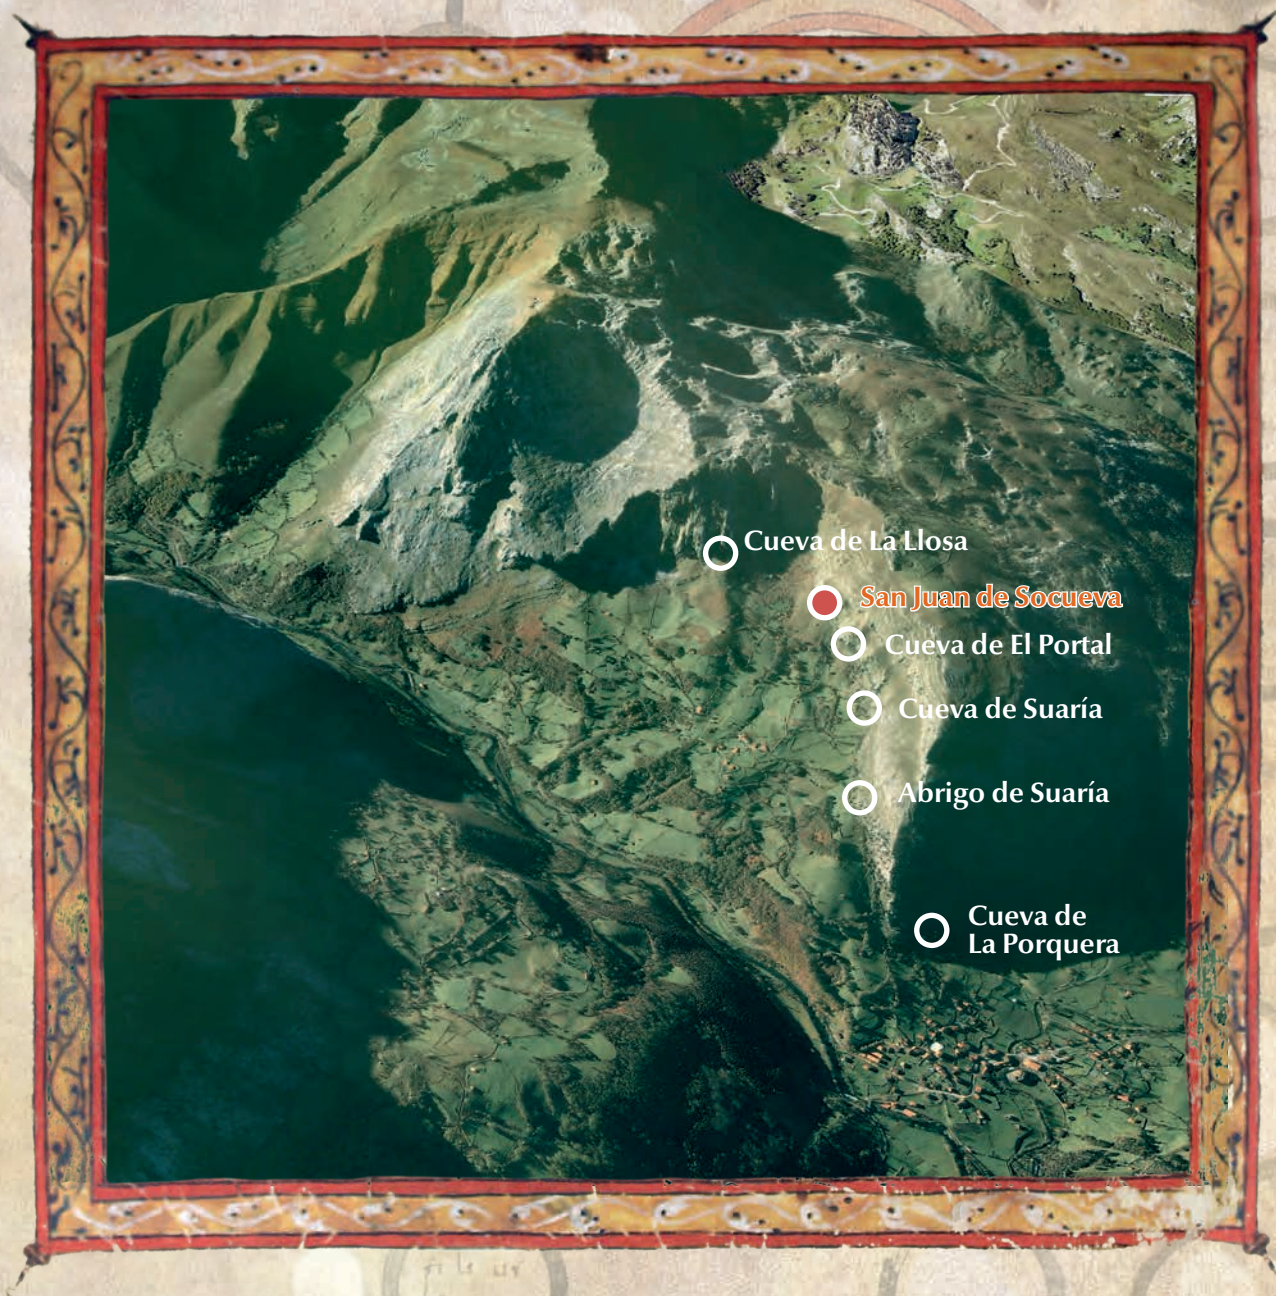 Cueva de La Llosa
San Juan de Socueva
Cueva de El Portal
Cueva de Suaría
Abrigo de Suaría
Cueva de
La Porquera